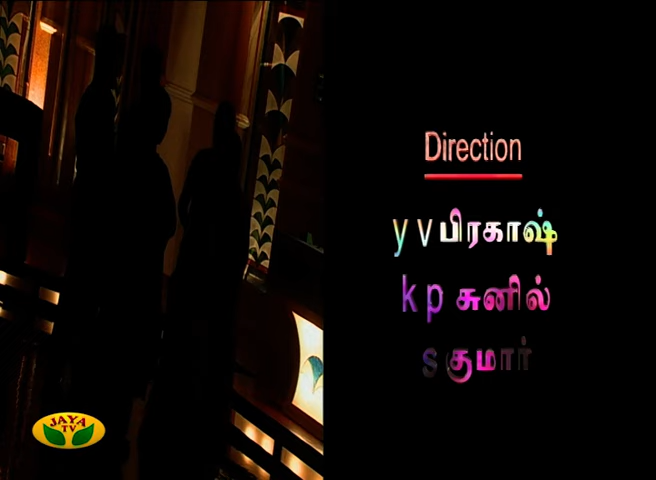 Direction
y v பிரகாஷ்
k p சுனில்
s குமார்
JAYA
TV